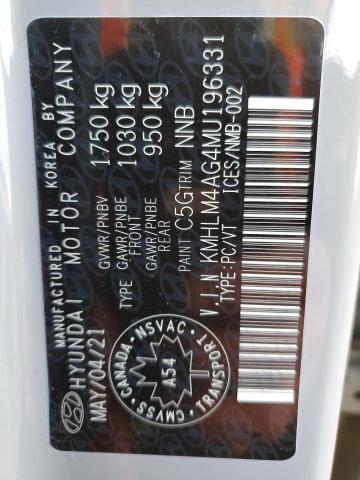 MANUFACTURED IN KOREA BY
HYUNDAI MOTOR COMPANY
MAY/04/21
GVWR/PNBV 1750 kg
TYPE GAWR/PNBE FRONT 1030 kg
GAWR/PNBE REAR 950 kg
PAINT C5G TRIM NNB
V.I.N KMHLM4AG4MU196331
TYPE:PC/VT ICES/NMB-002
NSVAC
A54
CMVSS-CANADA-TRANSPORT